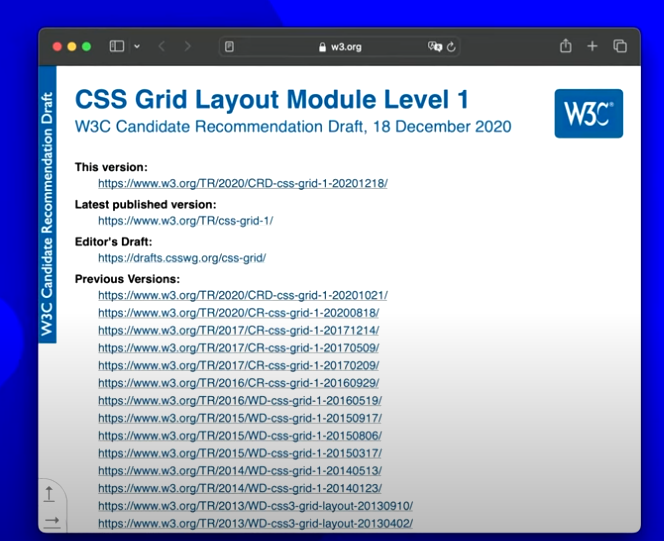 w3.org
W3C Candidate Recommendation Draft
CSS Grid Layout Module Level 1
W3C Candidate Recommendation Draft, 18 December 2020
W3C®
This version:
https://www.w3.org/TR/2020/CRD-css-grid-1-20201218/
Latest published version:
https://www.w3.org/TR/css-grid-1/
Editor's Draft:
https://drafts.csswg.org/css-grid/
Previous Versions:
https://www.w3.org/TR/2020/CRD-css-grid-1-20201021/
https://www.w3.org/TR/2020/CR-css-grid-1-20200818/
https://www.w3.org/TR/2017/CR-css-grid-1-20171214/
https://www.w3.org/TR/2017/CR-css-grid-1-20170509/
https://www.w3.org/TR/2017/CR-css-grid-1-20170209/
https://www.w3.org/TR/2016/CR-css-grid-1-20160929/
https://www.w3.org/TR/2016/WD-css-grid-1-20160519/
https://www.w3.org/TR/2015/WD-css-grid-1-20150917/
https://www.w3.org/TR/2015/WD-css-grid-1-20150806/
https://www.w3.org/TR/2015/WD-css-grid-1-20150317/
https://www.w3.org/TR/2014/WD-css-grid-1-20140513/
https://www.w3.org/TR/2014/WD-css-grid-1-20140123/
https://www.w3.org/TR/2013/WD-css3-grid-layout-20130910/
https://www.w3.org/TR/2013/WD-css3-grid-layout-20130402/